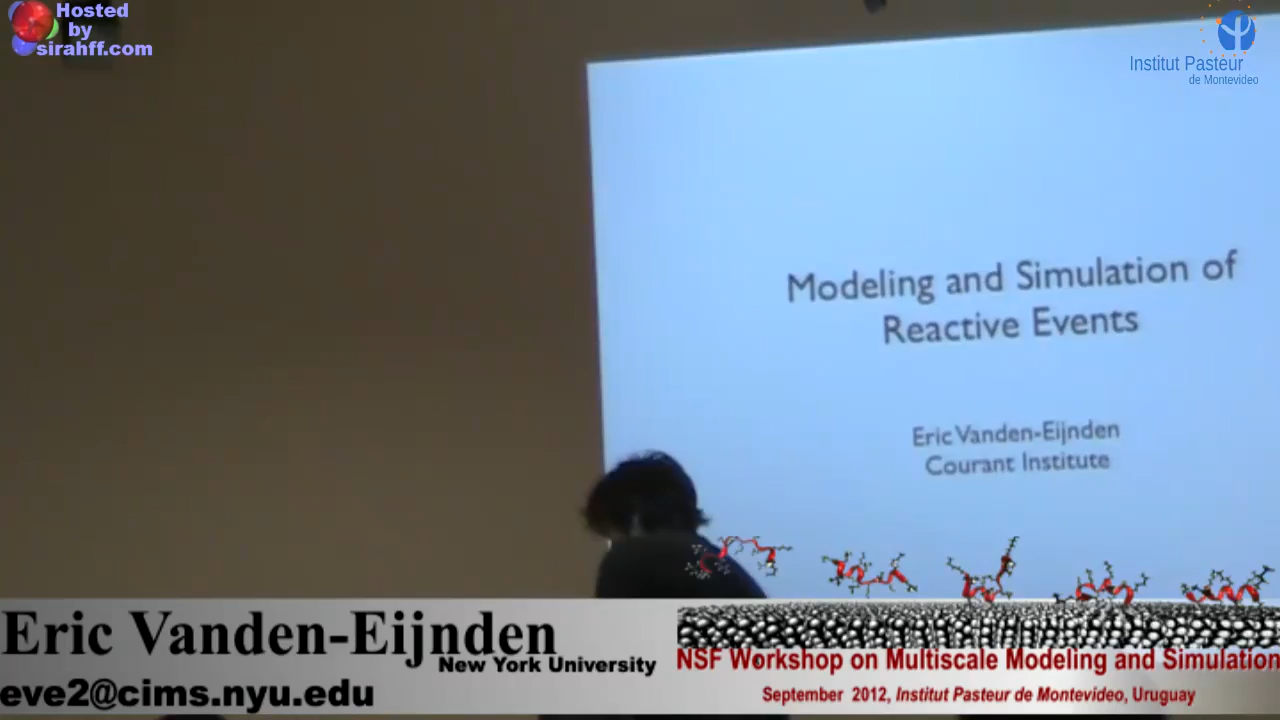 Hosted
by
sirahff.com
Institut Pasteur
de Montevideo
Modeling and Simulation of
Reactive Events
Eric Vanden-Eijnden
Courant Institute
Eric Vanden-Eijnden
New York University
eve2@cims.nyu.edu
NSF Workshop on Multiscale Modeling and Simulation
September 2012, Institut Pasteur de Montevideo, Uruguay